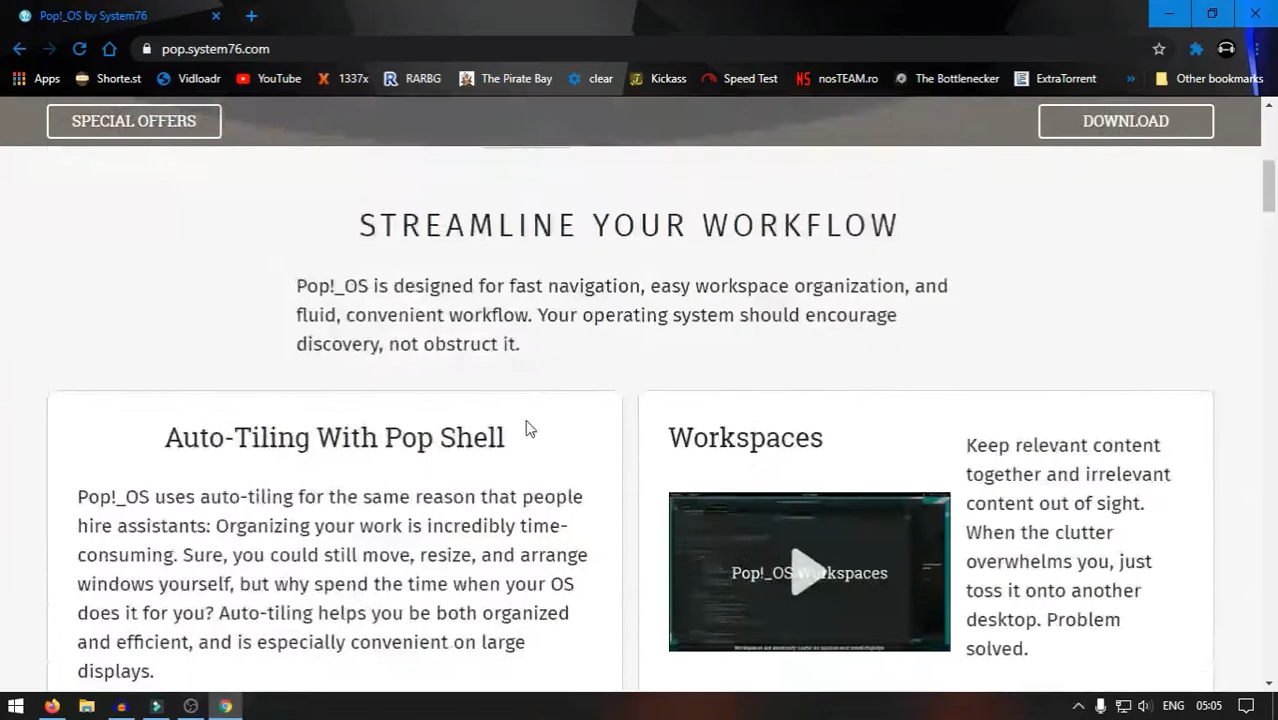 Pop!_OS by System76
pop.system76.com
Apps Shorte.st Vidloadr YouTube 1337x RARBG The Pirate Bay clear Kickass Speed Test nosTEAM.ro The Bottlenecker ExtraTorrent » Other bookmarks
SPECIAL OFFERS
DOWNLOAD
STREAMLINE YOUR WORKFLOW
Pop!_OS is designed for fast navigation, easy workspace organization, and
fluid, convenient workflow. Your operating system should encourage
discovery, not obstruct it.
Auto-Tiling With Pop Shell
Pop!_OS uses auto-tiling for the same reason that people
hire assistants: Organizing your work is incredibly time-
consuming. Sure, you could still move, resize, and arrange
windows yourself, but why spend the time when your OS
does it for you? Auto-tiling helps you be both organized
and efficient, and is especially convenient on large
displays.
Workspaces
Pop!_OS Workspaces
Keep relevant content
together and irrelevant
content out of sight.
When the clutter
overwhelms you, just
toss it onto another
desktop. Problem
solved.
ENG 05:05